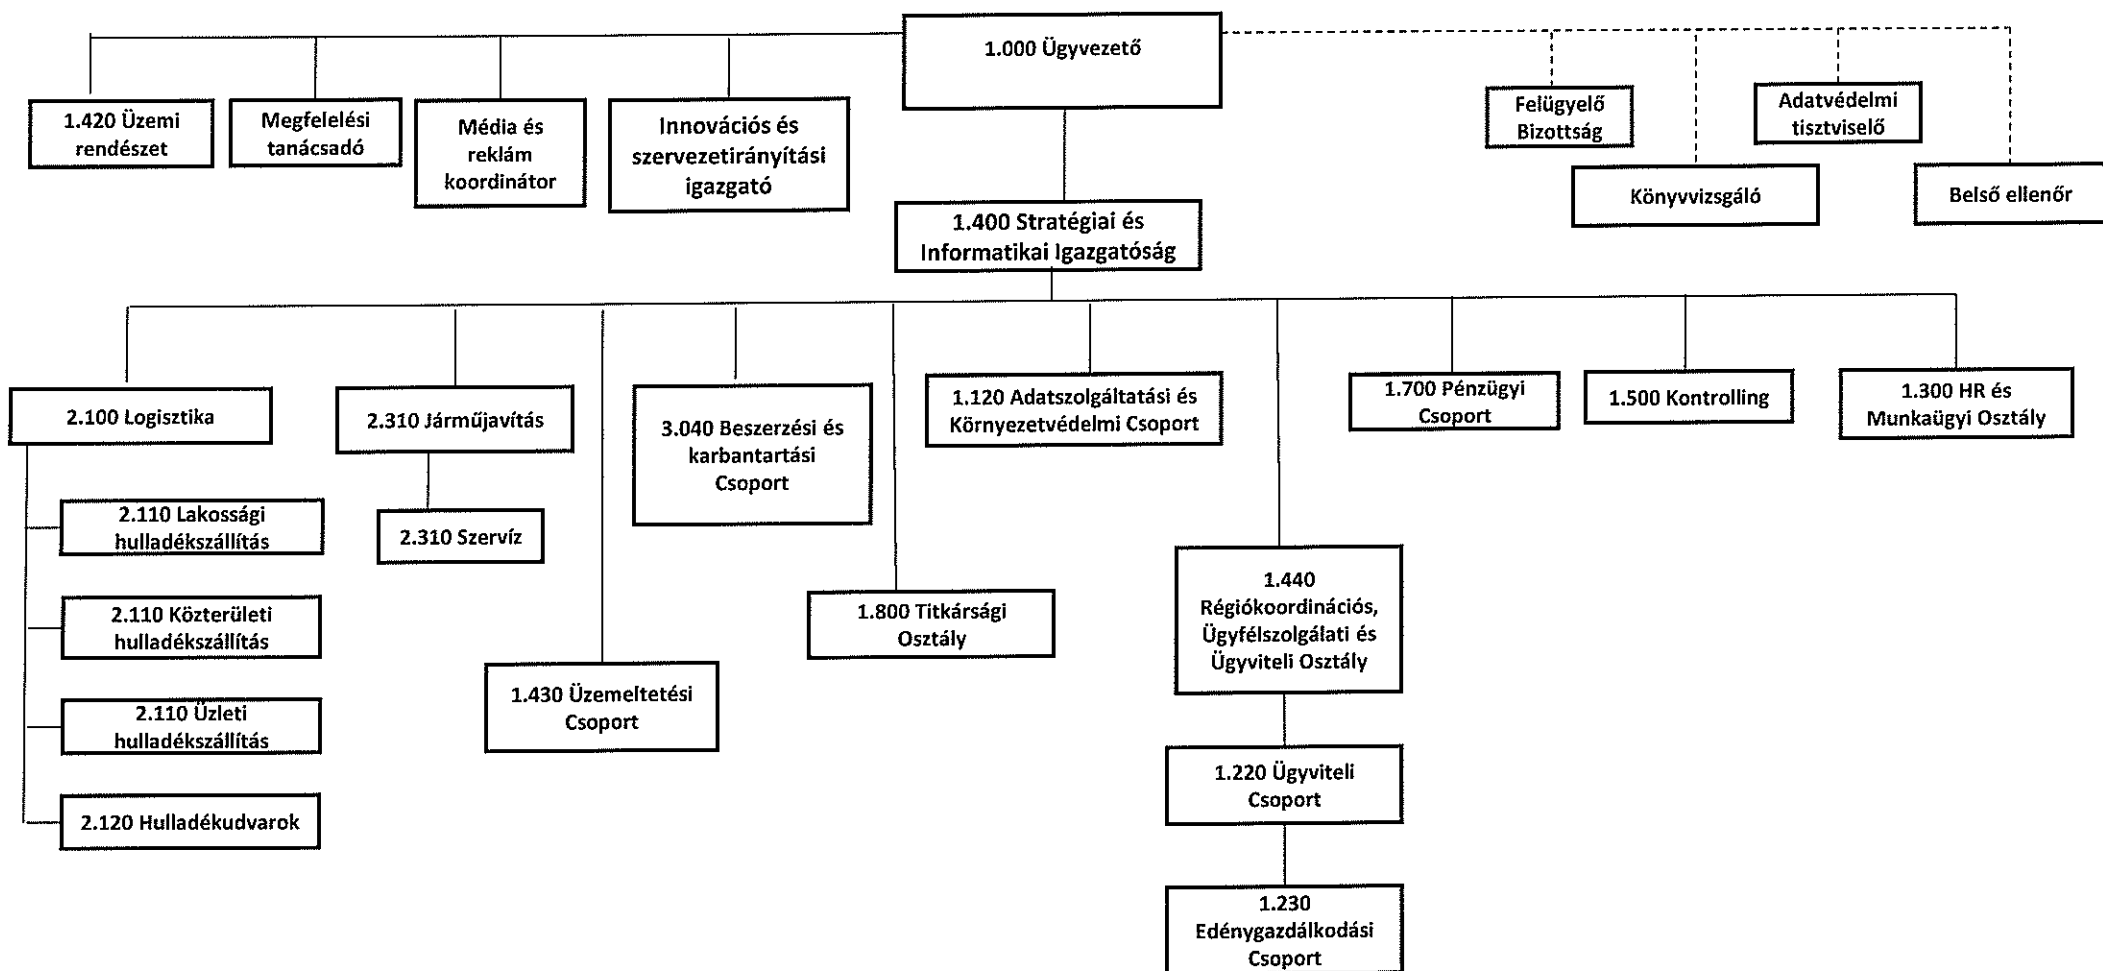 1.000 Ügyvezető
1.420 Üzemi
rendészet
Megfelelési
tanácsadó
Média és
reklám
koordinátor
Innovációs és
szervezetirányítási
igazgató
Felügyelő
Bizottság
Könyvvizsgáló
Adatvédelmi
tisztviselő
Belső ellenőr
1.400 Stratégiai és
Informatikai Igazgatóság
2.100 Logisztika
2.110 Lakossági
hulladékszállítás
2.110 Közterületi
hulladékszállítás
2.110 Üzleti
hulladékszállítás
2.120 Hulladékudvarok
2.310 Járműjavítás
2.310 Szervíz
1.430 Üzemeltetési
Csoport
3.040 Beszerzési és
karbantartási
Csoport
1.800 Titkársági
Osztály
1.120 Adatszolgáltatási és
Környezetvédelmi Csoport
1.440
Régiókoordinációs,
Ügyfélszolgálati és
Ügyviteli Osztály
1.220 Ügyviteli
Csoport
1.230
Edénygazdálkodási
Csoport
1.700 Pénzügyi
Csoport
1.500 Kontrolling
1.300 HR és
Munkaügyi Osztály